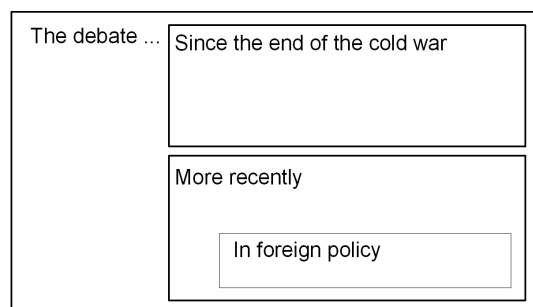 The debate ...
Since the end of the cold war
More recently
In foreign policy